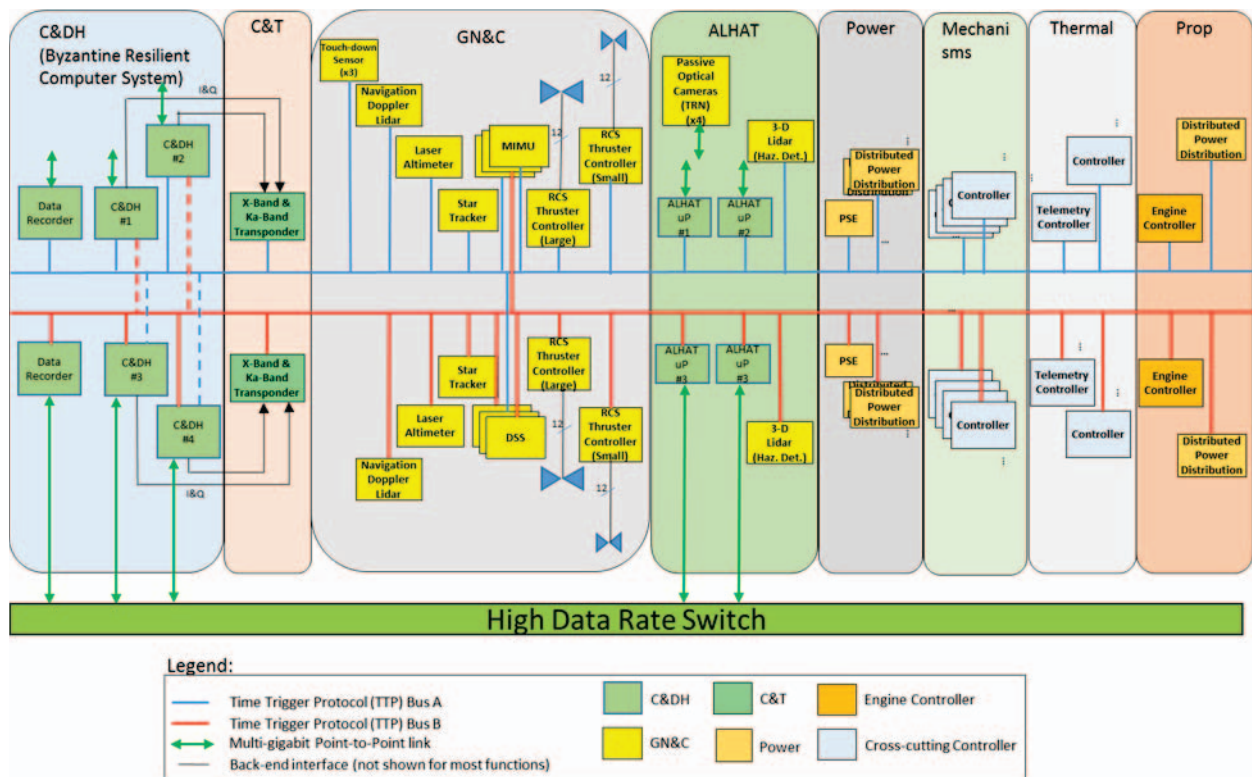 C&DH
(Byzantine Resilient
Computer System)
C&T
GN&C
ALHAT
Power
Mechani
sms
Thermal
Prop
I&Q
C&DH
#2
Data
Recorder
C&DH
#1
X-Band &
Ka-Band
Transponder
Touch-down
Sensor
(x3)
Navigation
Doppler
Lidar
Laser
Altimeter
Star
Tracker
MIMU
12
RCS
Thruster
Controller
(Large)
12
RCS
Thruster
Controller
(Small)
Passive
Optical
Cameras
(TRN)
(x4)
3-D
Lidar
(Haz. Det.)
ALHAT
uP
#1
ALHAT
uP
#2
Distributed
Power
Distribution
PSE
...
Controller
...
Controller
Telemetry
Controller
Distributed
Power
Distribution
Engine
Controller
Data
Recorder
C&DH
#3
C&DH
#4
I&Q
X-Band &
Ka-Band
Transponder
Star
Tracker
Laser
Altimeter
Navigation
Doppler
Lidar
DSS
RCS
Thruster
Controller
(Large)
12
RCS
Thruster
Controller
(Small)
12
ALHAT
uP
#3
ALHAT
uP
#3
3-D
Lidar
(Haz. Det.)
PSE
...
Distributed
Power
Distribution
...
Controller
Telemetry
Controller
Controller
Engine
Controller
Distributed
Power
Distribution
High Data Rate Switch
Legend:
Time Trigger Protocol (TTP) Bus A
Time Trigger Protocol (TTP) Bus B
Multi-gigabit Point-to-Point link
Back-end interface (not shown for most functions)
C&DH
C&T
Engine Controller
GN&C
Power
Cross-cutting Controller